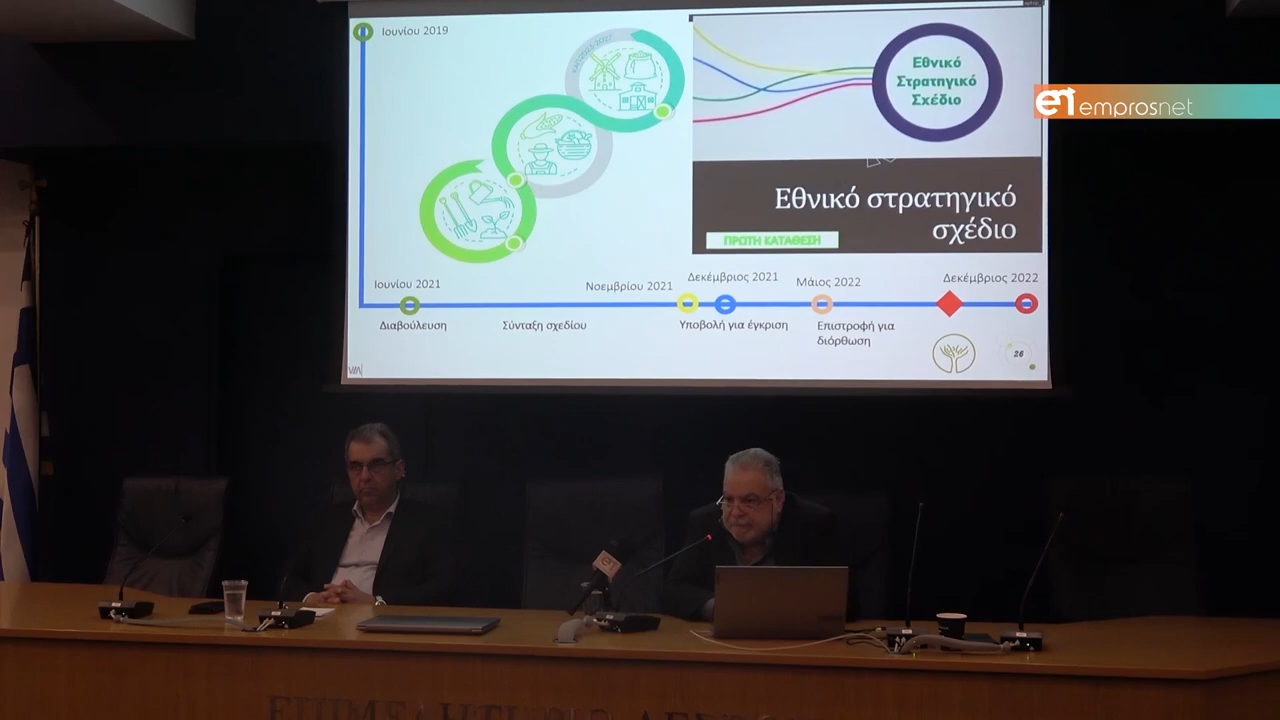 Ιουνίου 2019
Εθνικό
Στρατηγικό
Σχέδιο
emprosnet
Εθνικό στρατηγικό
σχέδιο
ΠΡΩΤΗ ΚΑΤΑΘΕΣΗ
Ιουνίου 2021
Νοεμβρίου 2021
Δεκέμβριος 2021
Μάιος 2022
Δεκέμβριος 2022
Διαβούλευση
Σύνταξη σχεδίου
Υποβολή για έγκριση
Επιστροφή για
διόρθωση
26
ΕΠΙΜΕΛΗΤΗΡΙΟ